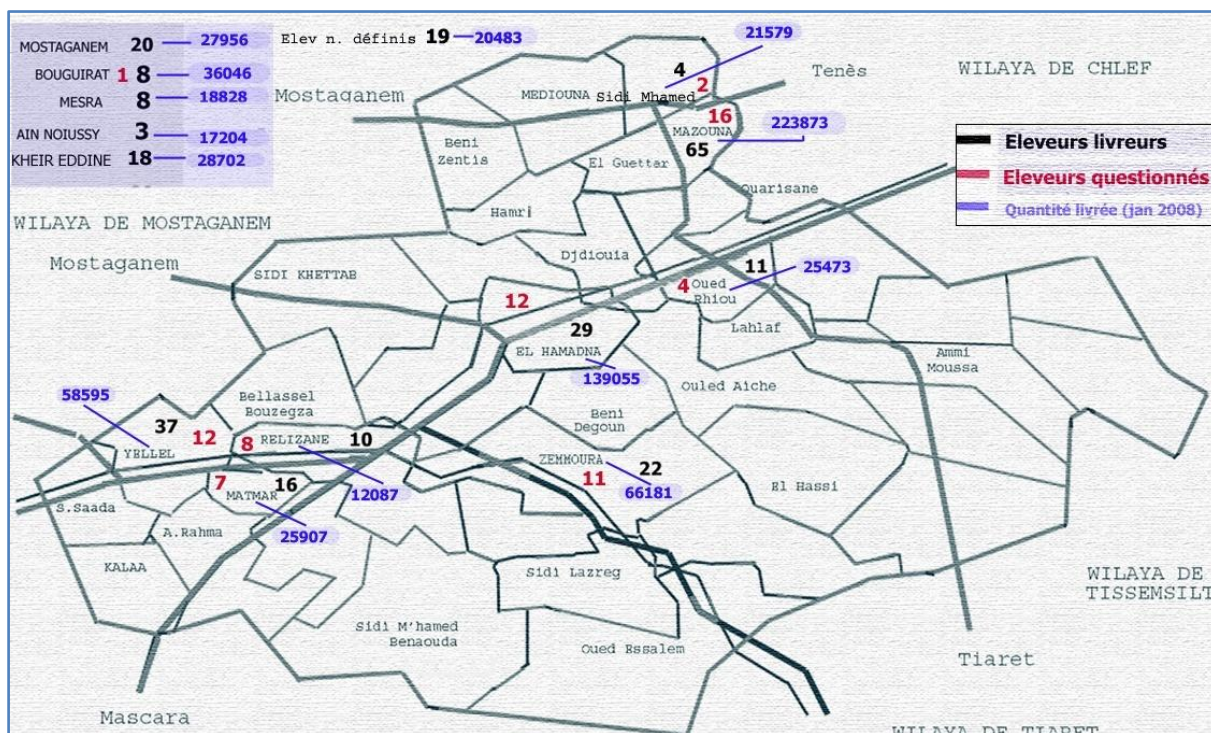 MOSTAGANEM 20 27956
BOUGUIRAT 1 8 36046
MESRA 8 18828
AIN NOIUSSY 3 17204
KHEIR EDDINE 18 28702
Elev n. définis 19 20483
21579
4
2
Tenès
WILAYA DE CHLEF
Mostaganem
MEDIOUNA
Sidi Mhamed
16
MAZOUNA
65
223873
Beni
Zentis
El Guettar
Ouarisane
Eleveurs livreurs
Eleveurs questionnés
Quantité livrée (jan 2008)
Hamri
WILAYA DE MOSTAGANEM
Mostaganem
SIDI KHETTAB
Djdiouia
11
25473
4
Oued
Rhiou
12
29
EL HAMADNA
139055
Lahlaf
Ammi
Moussa
Ouled Aiche
58595
Bellassel
Bouzegza
Beni
Degoun
37
12
YELLEL
8
RELIZANE
10
12087
ZEMMOURA
22
11
66181
El Hassi
7
16
MATMAR
25907
S.Saada
A.Rahma
KALAA
Sidi Lazreg
WILAYA DE
TISSEMSILT
Sidi M'hamed
Benaouda
Oued Essalem
Tiaret
Mascara
WILAYA DE TIARET